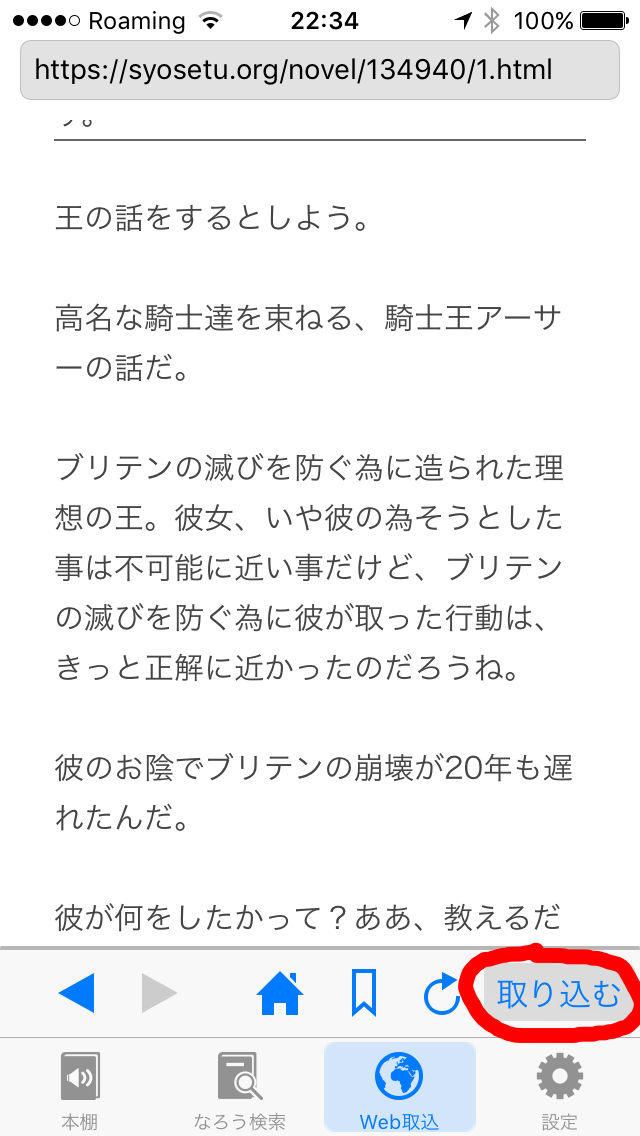 Roaming 22:34 100%
https://syosetu.org/novel/134940/1.html
王の話をするとしよう。
高名な騎士達を束ねる、騎士王アーサ
ーの話だ。
ブリテンの滅びを防ぐ為に造られた理
想の王。彼女、いや彼の為そうとした
事は不可能に近い事だけど、ブリテン
の滅びを防ぐ為に彼が取った行動は、
きっと正解に近かったのだろうね。
彼のお陰でブリテンの崩壊が20年も遅
れたんだ。
彼が何をしたかって？ああ、教えるだ
取り込む
本棚 なろう検索 Web取込 設定